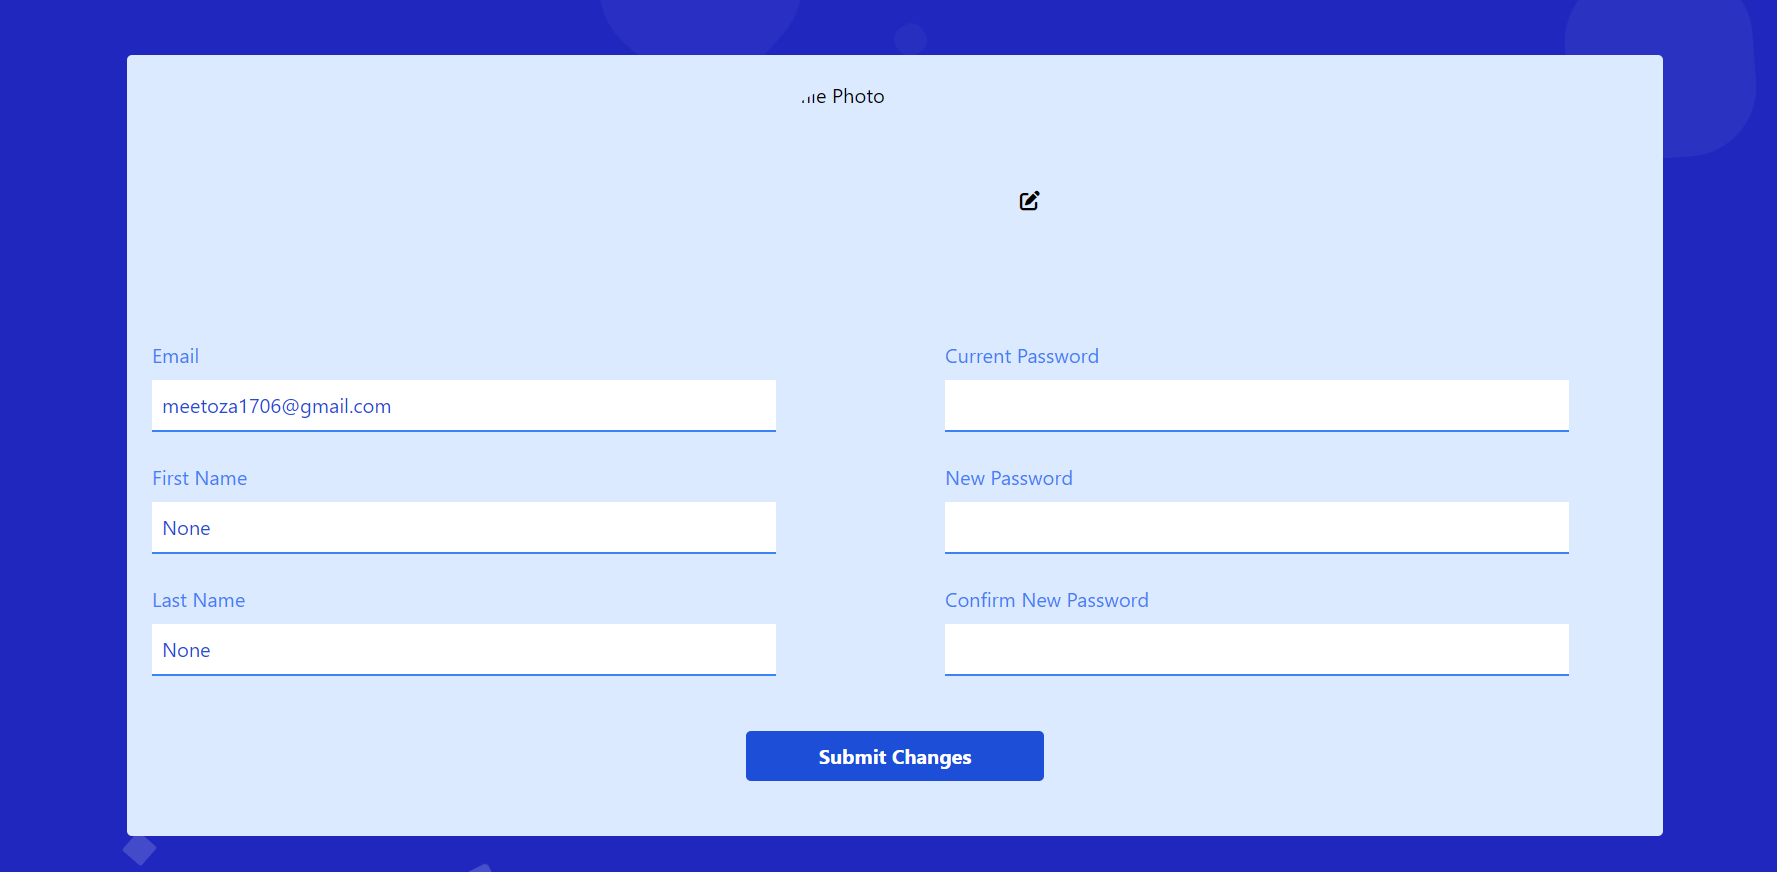 Photo
Email
meetoza1706@gmail.com
First Name
None
Last Name
None
Current Password
New Password
Confirm New Password
Submit Changes